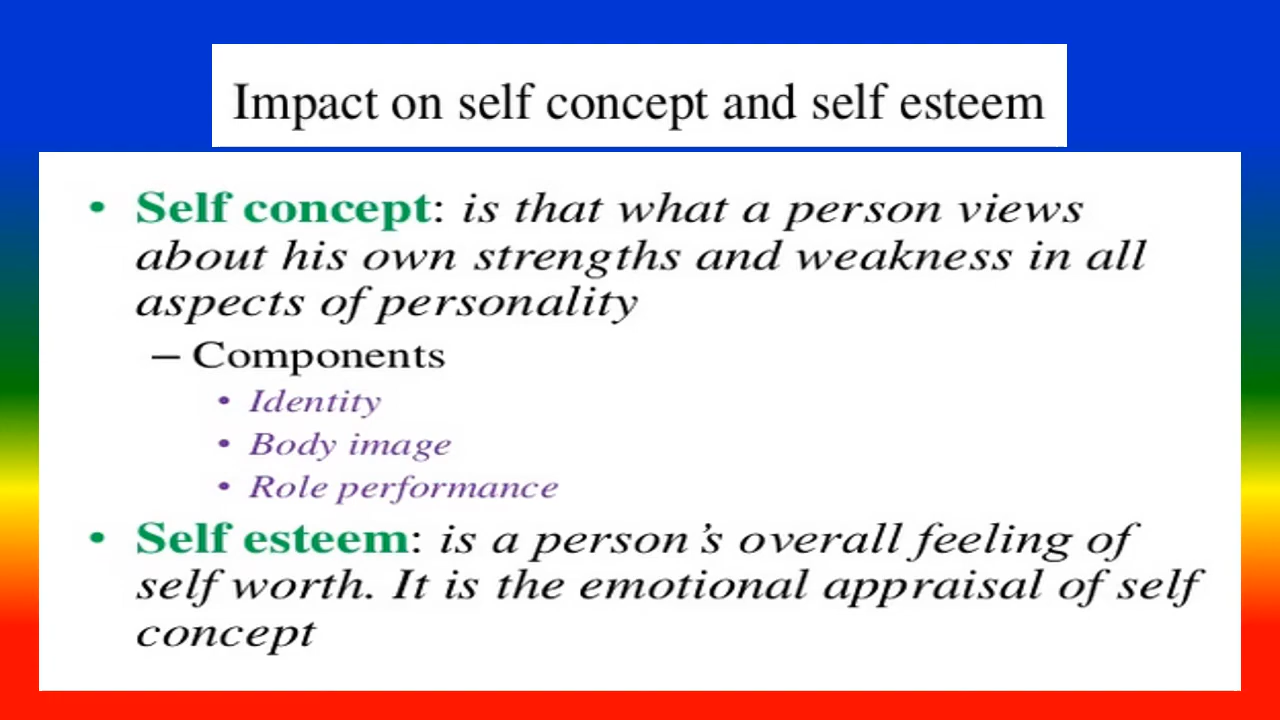 Impact on self concept and self esteem
• Self concept: is that what a person views
about his own strengths and weakness in all
aspects of personality
– Components
• Identity
• Body image
• Role performance
• Self esteem: is a person's overall feeling of
self worth. It is the emotional appraisal of self
concept